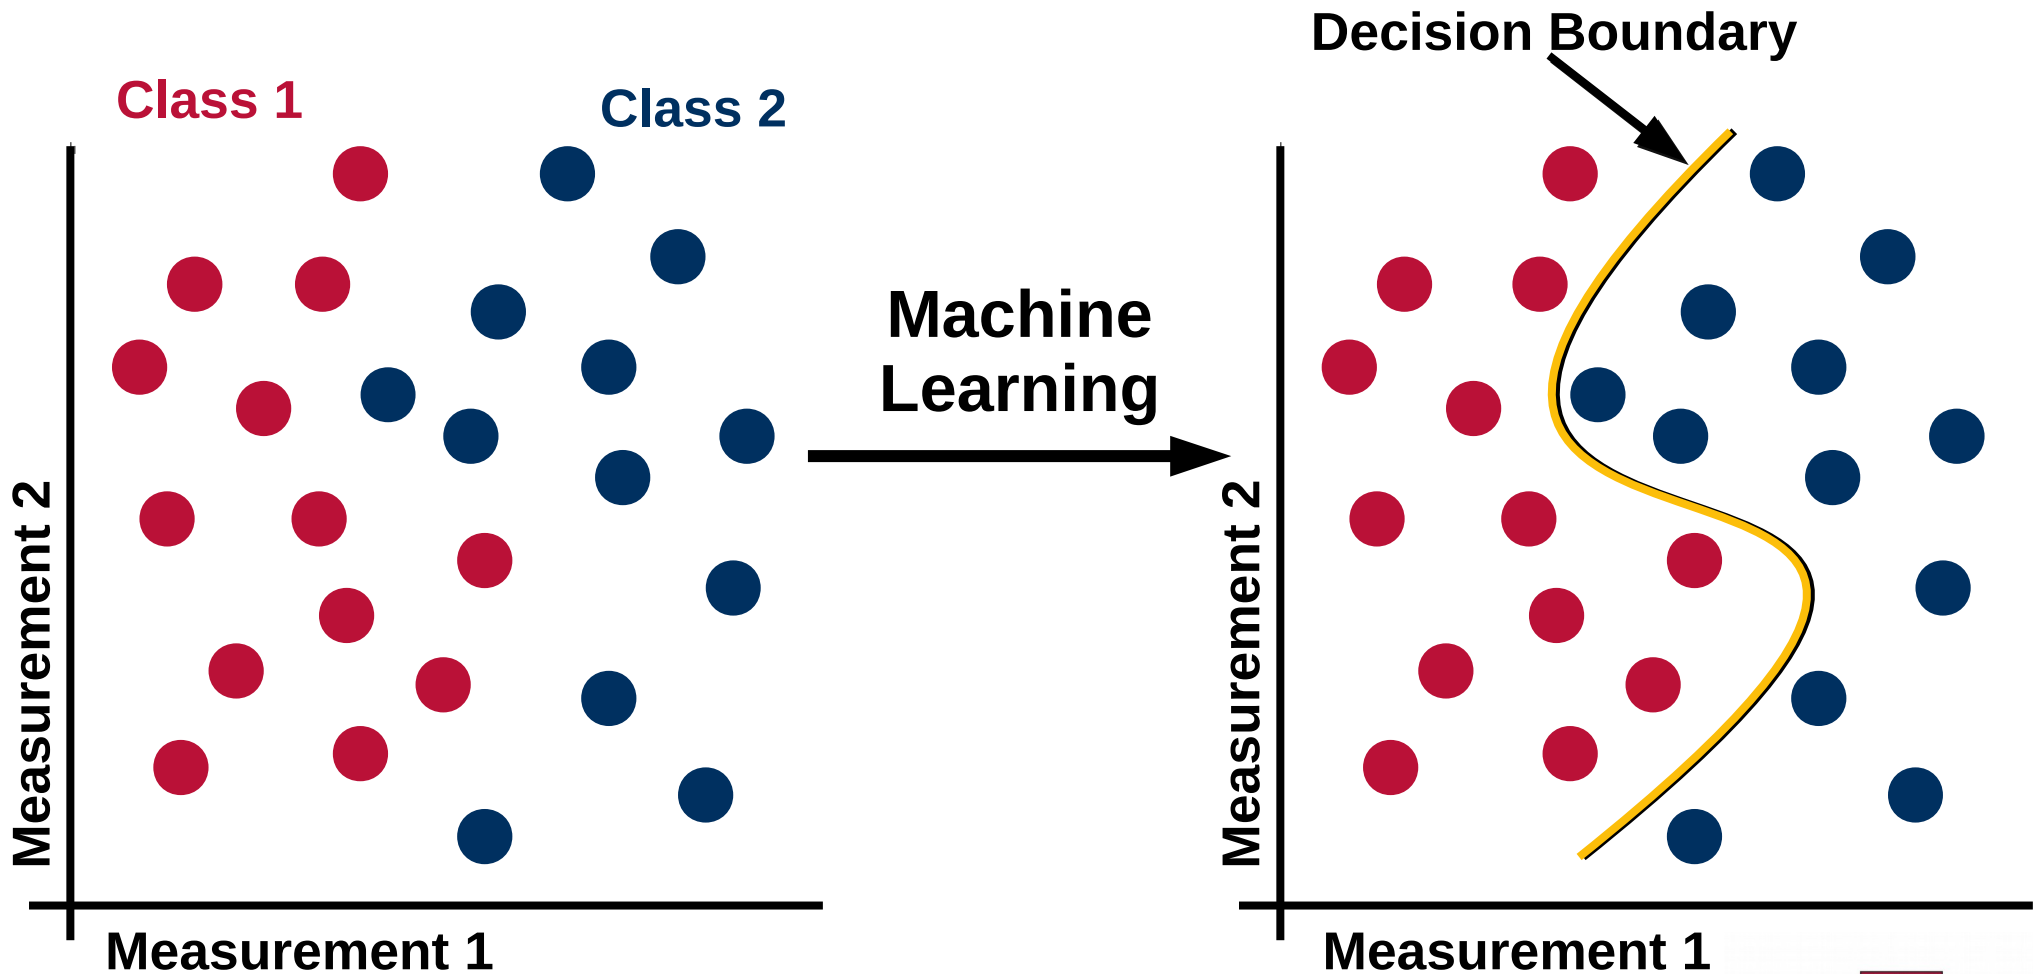 Class 1
Class 2
Measurement 2
Measurement 1
Machine
Learning
Decision Boundary
Measurement 2
Measurement 1